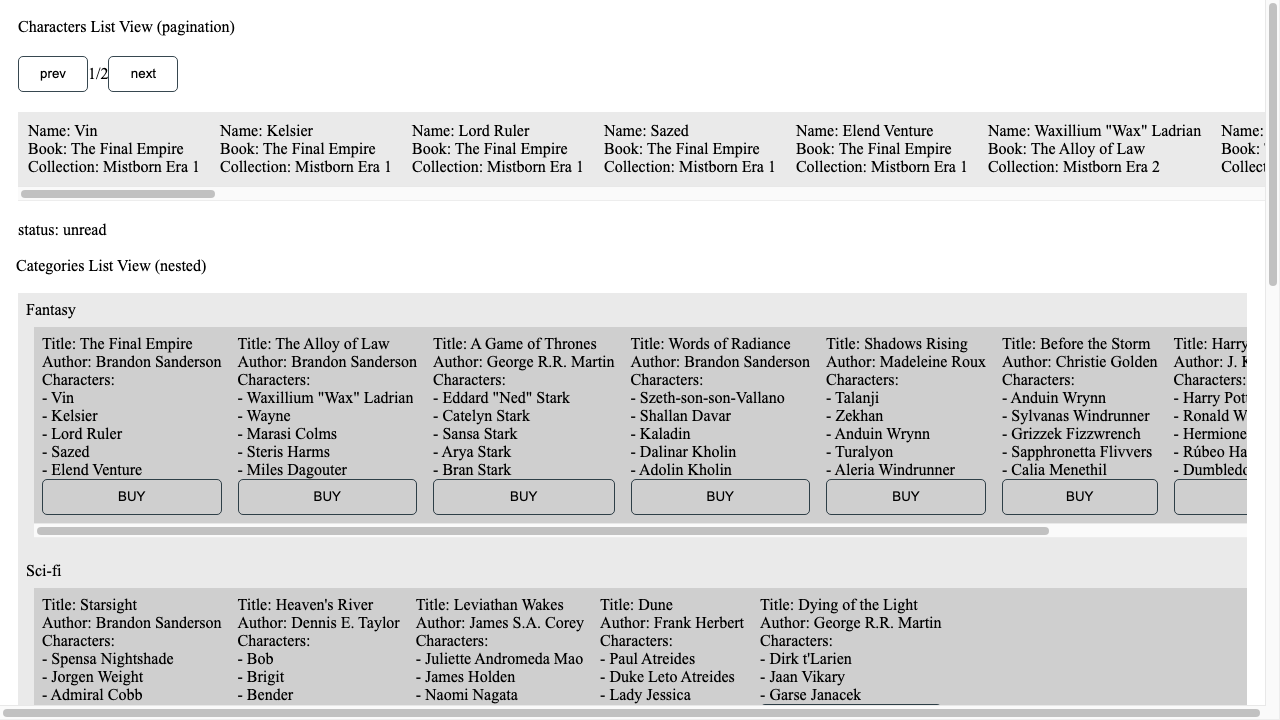 Characters List View (pagination)
prev 1/2 next
Name: Vin
Book: The Final Empire
Collection: Mistborn Era 1
Name: Kelsier
Book: The Final Empire
Collection: Mistborn Era 1
Name: Lord Ruler
Book: The Final Empire
Collection: Mistborn Era 1
Name: Sazed
Book: The Final Empire
Collection: Mistborn Era 1
Name: Elend Venture
Book: The Final Empire
Collection: Mistborn Era 1
Name: Waxillium "Wax" Ladrian
Book: The Alloy of Law
Collection: Mistborn Era 2
Name:
Book:
status: unread
Categories List View (nested)
Fantasy
Title: The Final Empire
Author: Brandon Sanderson
Characters:
- Vin
- Kelsier
- Lord Ruler
- Sazed
- Elend Venture
BUY
Title: The Alloy of Law
Author: Brandon Sanderson
Characters:
- Waxillium "Wax" Ladrian
- Wayne
- Marasi Colms
- Steris Harms
- Miles Dagouter
BUY
Title: A Game of Thrones
Author: George R.R. Martin
Characters:
- Eddard "Ned" Stark
- Catelyn Stark
- Sansa Stark
- Arya Stark
- Bran Stark
BUY
Title: Words of Radiance
Author: Brandon Sanderson
Characters:
- Szeth-son-son-Vallano
- Shallan Davar
- Kaladin
- Dalinar Kholin
- Adolin Kholin
BUY
Title: Shadows Rising
Author: Madeleine Roux
Characters:
- Talanji
- Zekhan
- Anduin Wrynn
- Turalyon
- Aleria Windrunner
BUY
Title: Before the Storm
Author: Christie Golden
Characters:
- Anduin Wrynn
- Sylvanas Windrunner
- Grizzek Fizzwrench
- Sapphronetta Flivvers
- Calia Menethil
BUY
Title: Harry
Author: J.
Characters:
- Harry
- Ronald
- Hermione
- Rúbeo
Sci-fi
Title: Starsight
Author: Brandon Sanderson
Characters:
- Spensa Nightshade
- Jorgen Weight
- Admiral Cobb
Title: Heaven's River
Author: Dennis E. Taylor
Characters:
- Bob
- Brigit
- Bender
Title: Leviathan Wakes
Author: James S.A. Corey
Characters:
- Juliette Andromeda Mao
- James Holden
- Naomi Nagata
Title: Dune
Author: Frank Herbert
Characters:
- Paul Atreides
- Duke Leto Atreides
- Lady Jessica
Title: Dying of the Light
Author: George R.R. Martin
Characters:
- Dirk t'Larien
- Jaan Vikary
- Garse Janacek